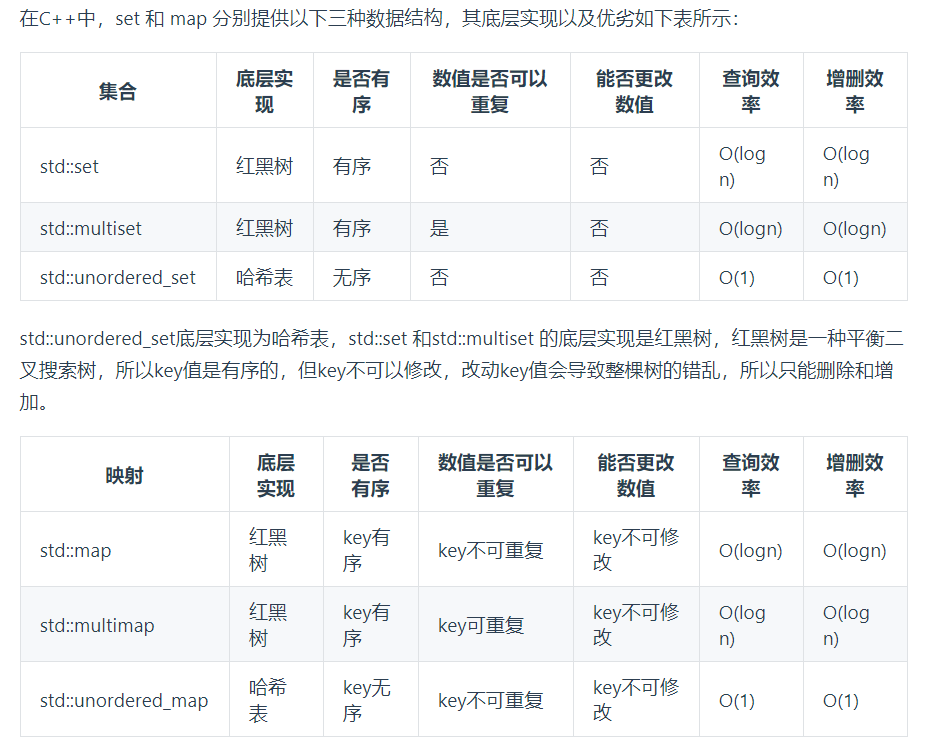 在C++中，set 和 map 分别提供以下三种数据结构，其底层实现以及优劣如下表所示：
集合 底层实现 是否有序 数值是否可以重复 能否更改数值 查询效率 增删效率
std::set 红黑树 有序 否 否 O(log n) O(log n)
std::multiset 红黑树 有序 是 否 O(logn) O(logn)
std::unordered_set 哈希表 无序 否 否 O(1) O(1)
std::unordered_set底层实现为哈希表，std::set 和std::multiset 的底层实现是红黑树，红黑树是一种平衡二
叉搜索树，所以key值是有序的，但key不可以修改，改动key值会导致整棵树的错乱，所以只能删除和增
加。
映射 底层实现 是否有序 数值是否可以重复 能否更改数值 查询效率 增删效率
std::map 红黑树 key有序 key不可重复 key不可修改 O(logn) O(logn)
std::multimap 红黑树 key有序 key可重复 key不可修改 O(log n) O(log n)
std::unordered_map 哈希表 key无序 key不可重复 key不可修改 O(1) O(1)